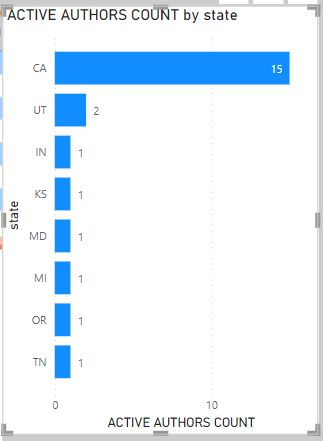 ACTIVE AUTHORS COUNT by state
CA 15
UT 2
IN 1
KS 1
MD 1
MI 1
OR 1
TN 1
state
0 10
ACTIVE AUTHORS COUNT